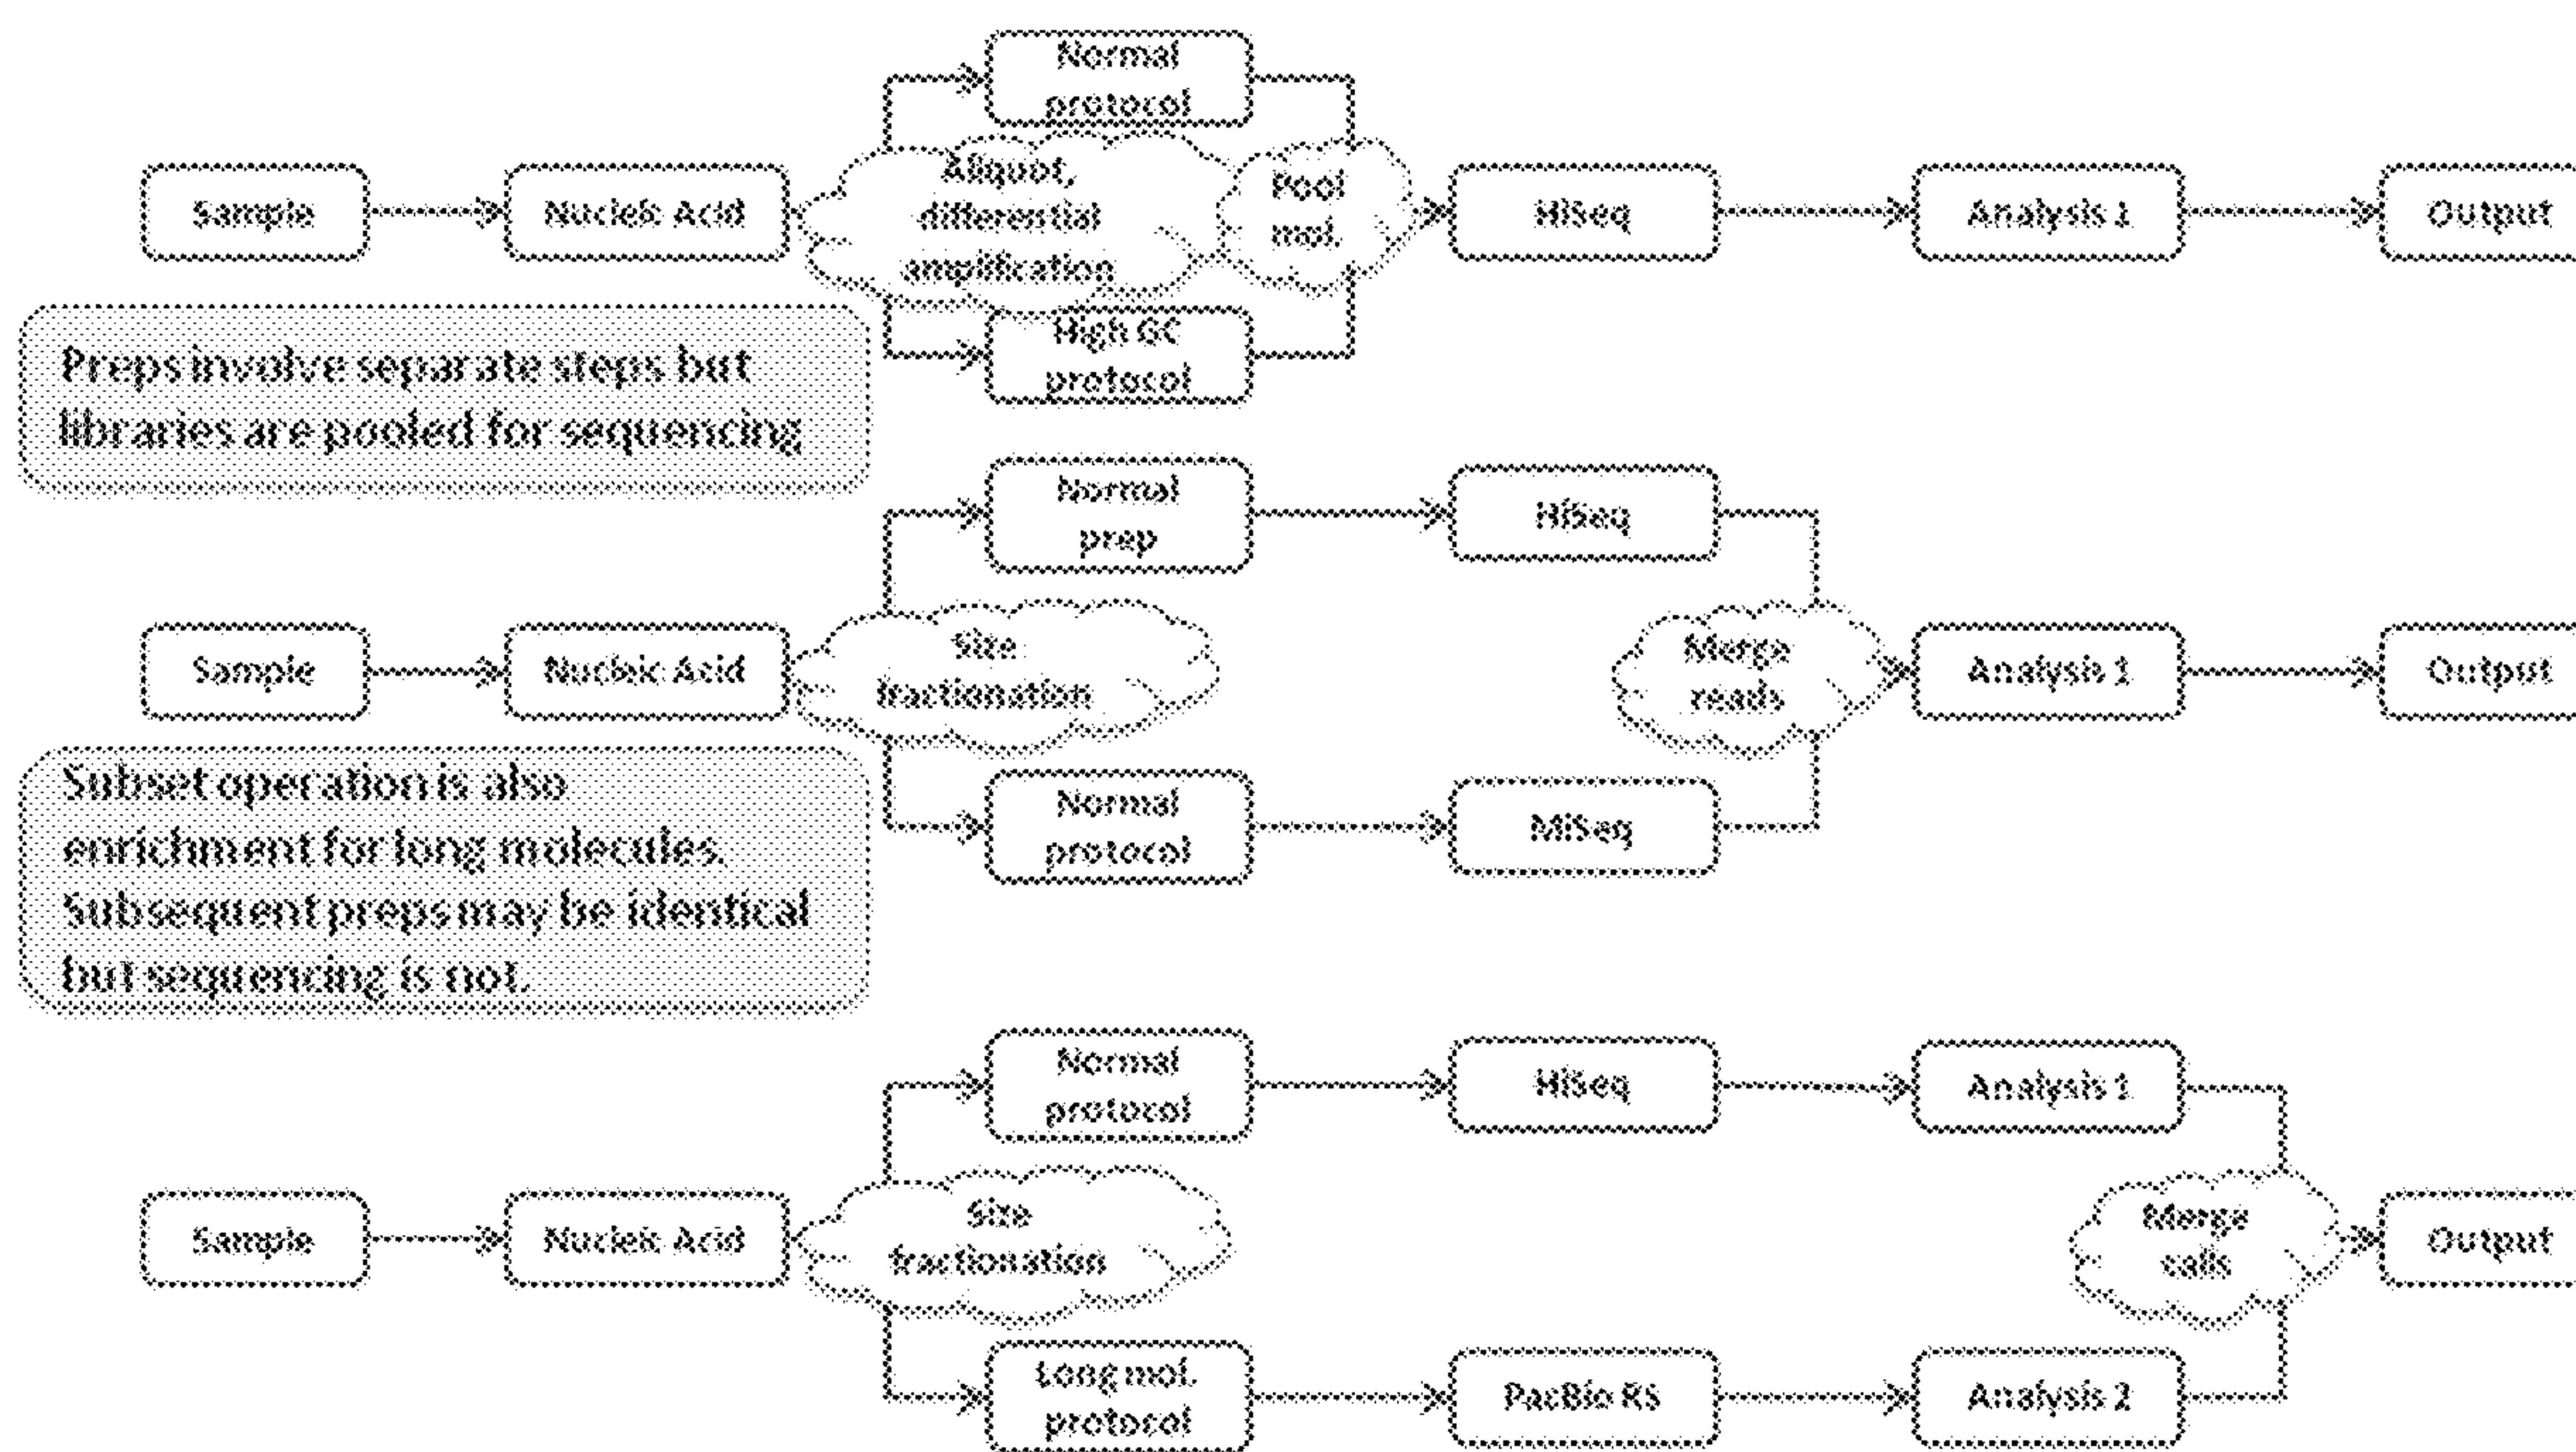 Normal
protocol
Sample
Nucleic Acid
Aliquot,
differential
amplification
Pool
mol.
HiSeq
Analysis 1
Output
High GC
protocol
Preps involve separate steps but
libraries are pooled for sequencing
Normal
prep
HiSeq
Sample
Nucleic Acid
Size
fractionation
Merge
reads
Analysis 1
Output
Normal
protocol
MiSeq
Subset operation is also
enrichment for long molecules.
Subsequent preps may be identical
but sequencing is not.
Normal
protocol
HiSeq
Analysis 1
Sample
Nucleic Acid
Size
fractionation
Merge
calls
Output
Long mol.
protocol
PacBio RS
Analysis 2